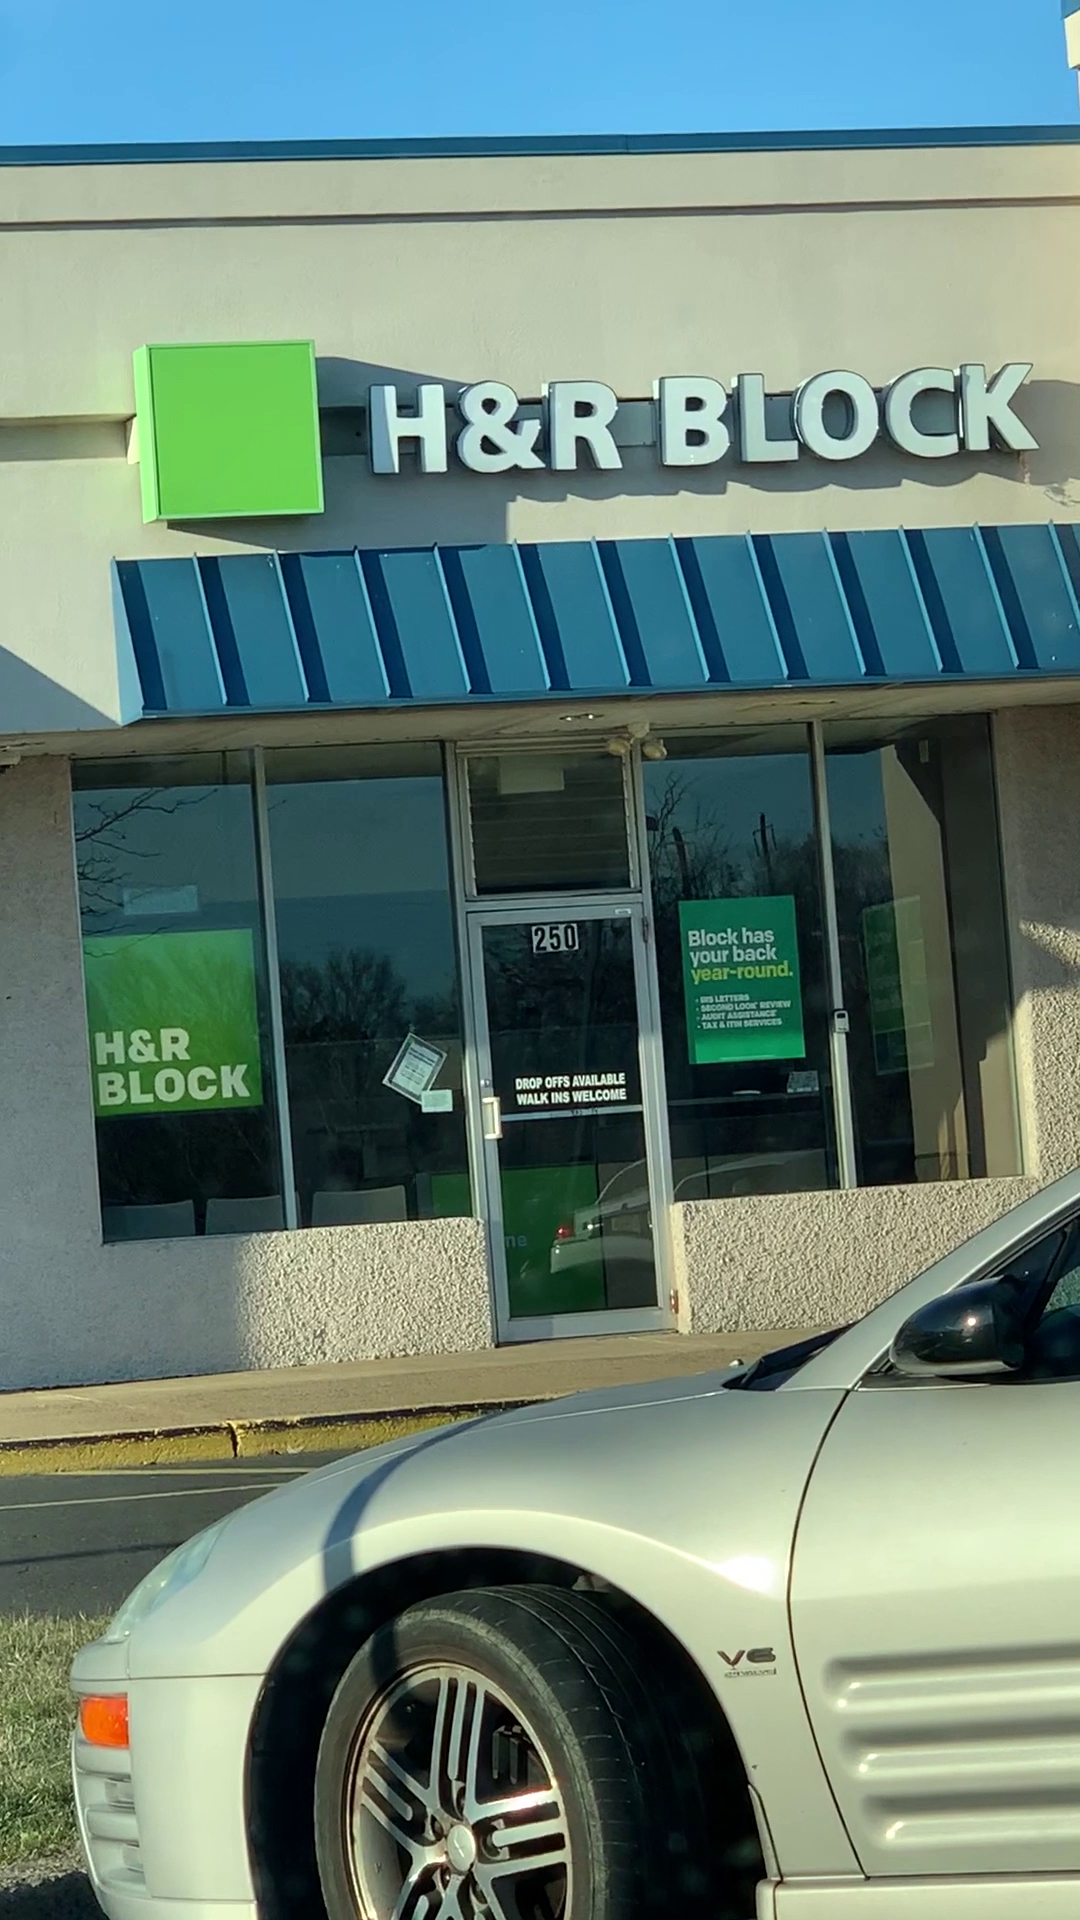 H&R BLOCK
250
Block has
your back
year-round.
• IRS LETTERS
• SECOND LOOK® REVIEW
• AUDIT ASSISTANCE
• TAX & ITIN SERVICES
H&R
BLOCK
DROP OFFS AVAILABLE
WALK INS WELCOME
V6